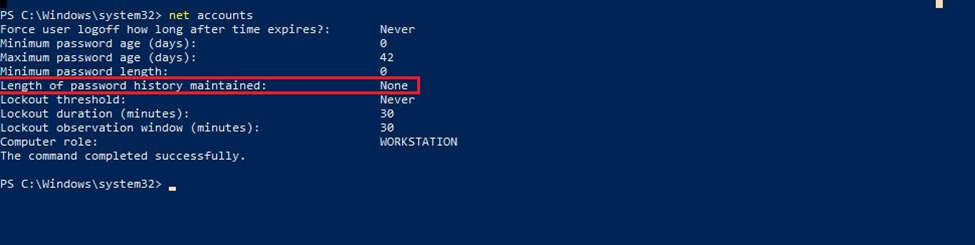 PS C:\Windows\system32> net accounts
Force user logoff how long after time expires?: Never
Minimum password age (days): 0
Maximum password age (days): 42
Minimum password length: 0
Length of password history maintained: None
Lockout threshold: Never
Lockout duration (minutes): 30
Lockout observation window (minutes): 30
Computer role: WORKSTATION
The command completed successfully.
PS C:\Windows\system32>